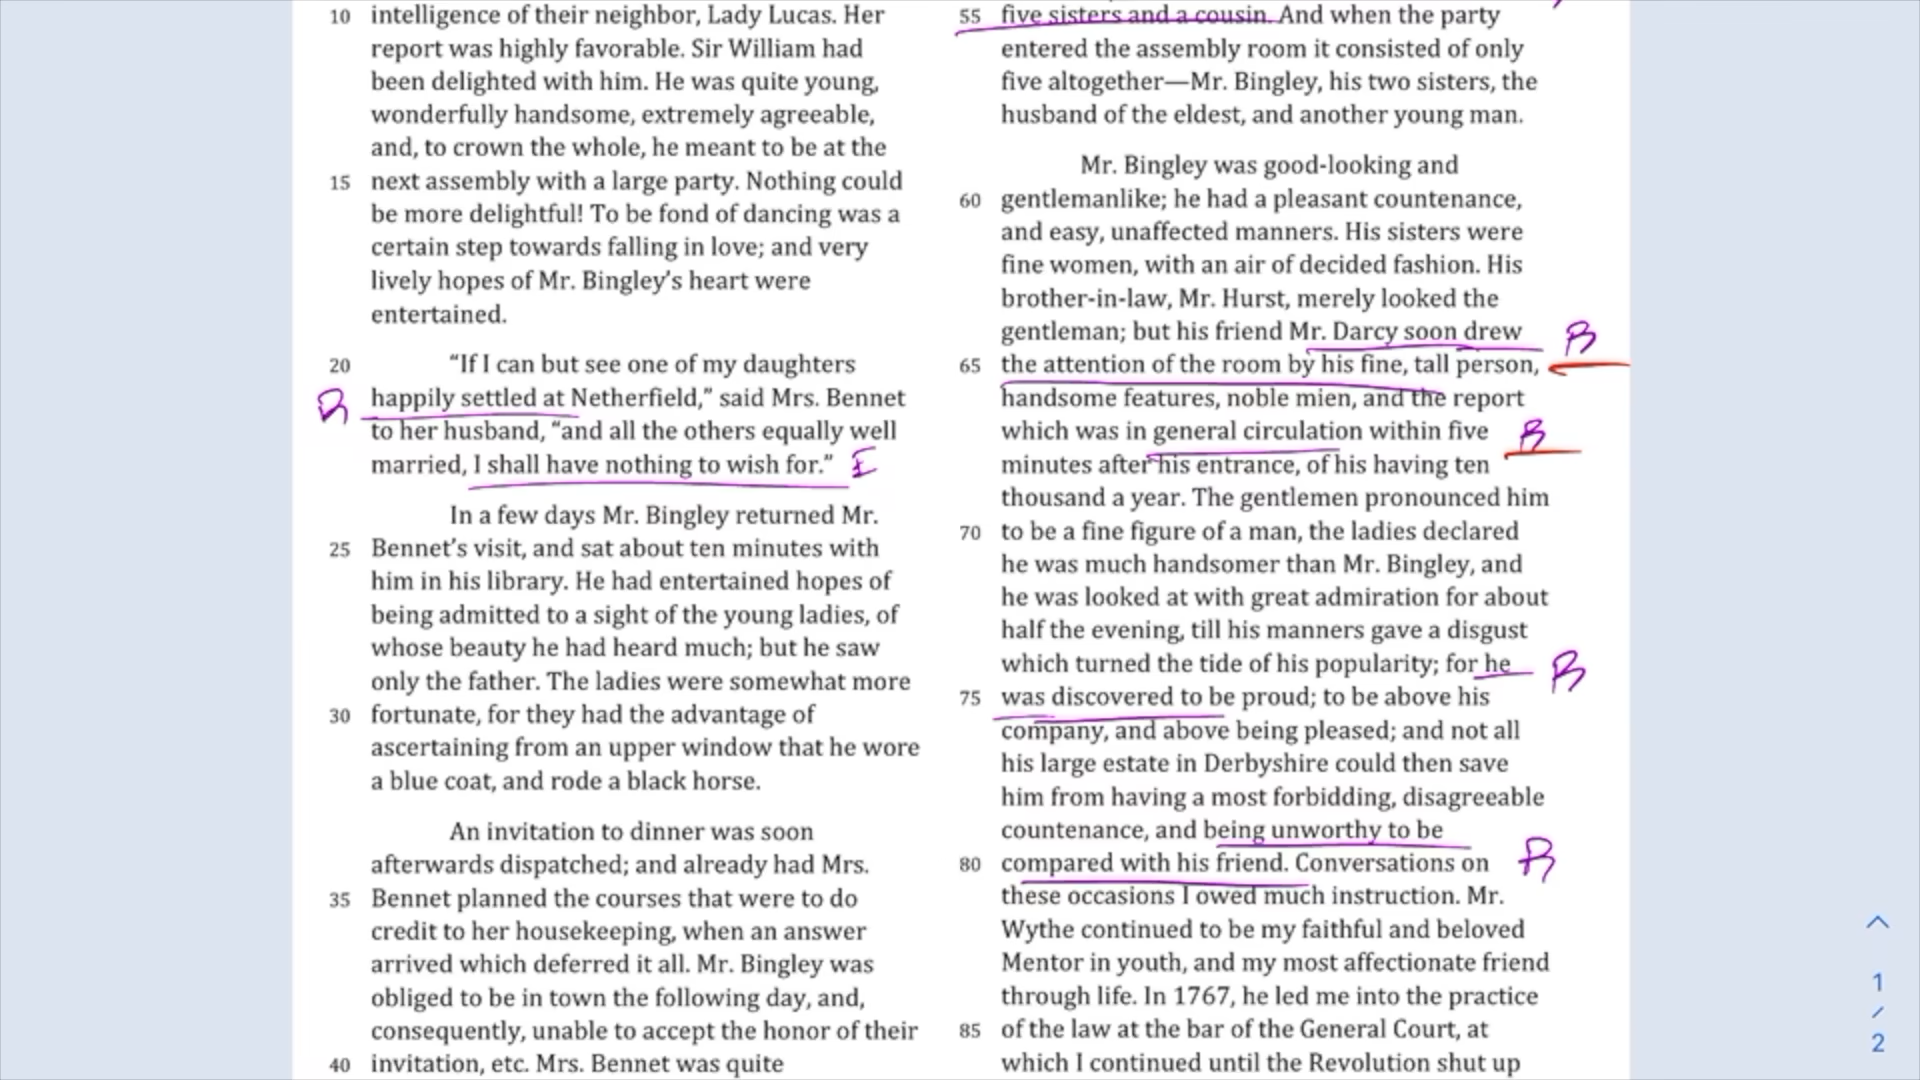 10 intelligence of their neighbor, Lady Lucas. Her
report was highly favorable. Sir William had
been delighted with him. He was quite young,
wonderfully handsome, extremely agreeable,
and, to crown the whole, he meant to be at the
15 next assembly with a large party. Nothing could
be more delightful! To be fond of dancing was a
certain step towards falling in love; and very
lively hopes of Mr. Bingley’s heart were
entertained.
20 “If I can but see one of my daughters
happily settled at Netherfield,” said Mrs. Bennet
to her husband, “and all the others equally well
married, I shall have nothing to wish for.” E
In a few days Mr. Bingley returned Mr.
25 Bennet’s visit, and sat about ten minutes with
him in his library. He had entertained hopes of
being admitted to a sight of the young ladies, of
whose beauty he had heard much; but he saw
only the father. The ladies were somewhat more
30 fortunate, for they had the advantage of
ascertaining from an upper window that he wore
a blue coat, and rode a black horse.
An invitation to dinner was soon
afterwards dispatched; and already had Mrs.
35 Bennet planned the courses that were to do
credit to her housekeeping, when an answer
arrived which deferred it all. Mr. Bingley was
obliged to be in town the following day, and,
consequently, unable to accept the honor of their
40 invitation, etc. Mrs. Bennet was quite
55 five sisters and a cousin. And when the party
entered the assembly room it consisted of only
five altogether—Mr. Bingley, his two sisters, the
husband of the eldest, and another young man.
Mr. Bingley was good-looking and
60 gentlemanlike; he had a pleasant countenance,
and easy, unaffected manners. His sisters were
fine women, with an air of decided fashion. His
brother-in-law, Mr. Hurst, merely looked the
gentleman; but his friend Mr. Darcy soon drew
65 the attention of the room by his fine, tall person,
handsome features, noble mien, and the report
which was in general circulation within five
minutes after his entrance, of his having ten
thousand a year. The gentlemen pronounced him
70 to be a fine figure of a man, the ladies declared
he was much handsomer than Mr. Bingley, and
he was looked at with great admiration for about
half the evening, till his manners gave a disgust
which turned the tide of his popularity; for he
75 was discovered to be proud; to be above his
company, and above being pleased; and not all
his large estate in Derbyshire could then save
him from having a most forbidding, disagreeable
countenance, and being unworthy to be
80 compared with his friend. Conversations on
these occasions I owed much instruction. Mr.
Wythe continued to be my faithful and beloved
Mentor in youth, and my most affectionate friend
through life. In 1767, he led me into the practice
85 of the law at the bar of the General Court, at
which I continued until the Revolution shut up
1
/
2